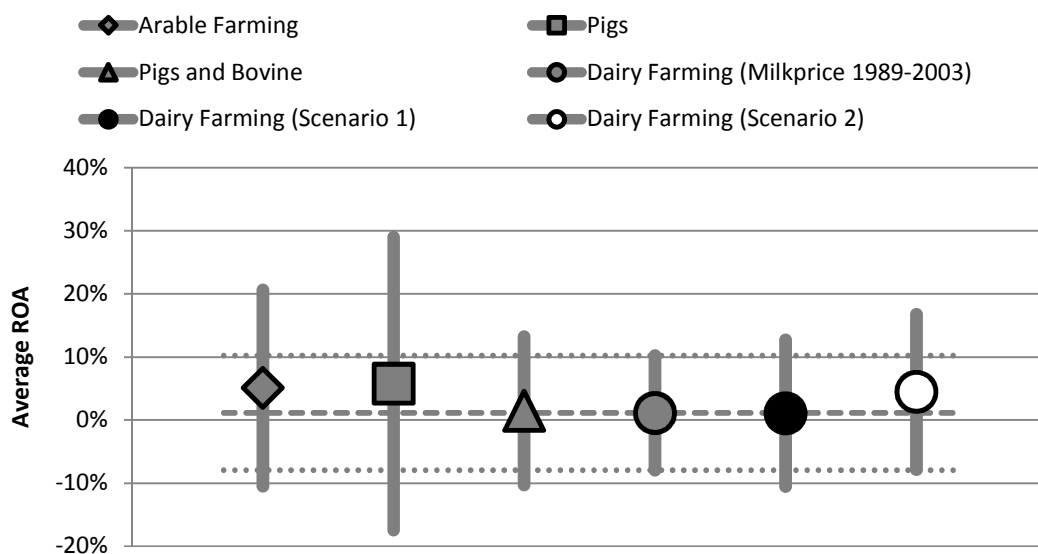 Arable Farming
Pigs
Pigs and Bovine
Dairy Farming (Milkprice 1989-2003)
Dairy Farming (Scenario 1)
Dairy Farming (Scenario 2)
Average ROA
40%
30%
20%
10%
0%
-10%
-20%